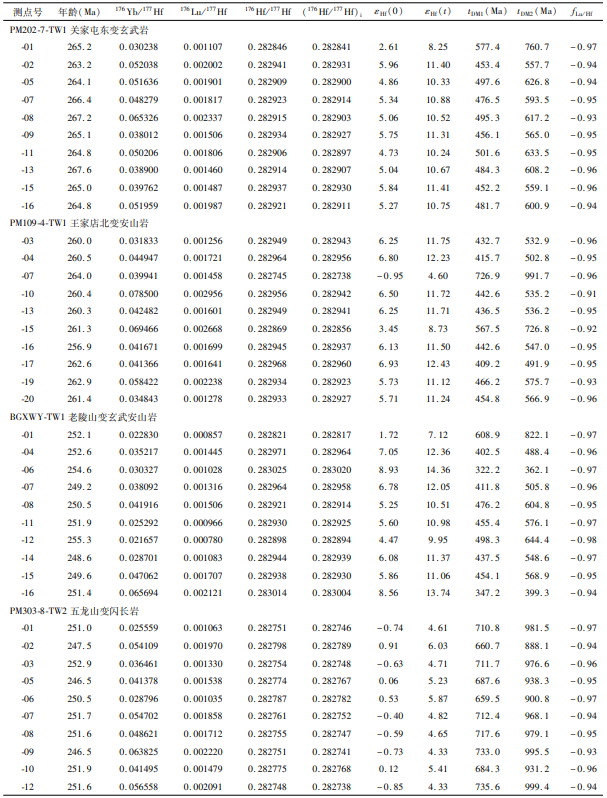 测点号 年龄(Ma) 176Yb/177Hf 176Lu/177Hf 176Hf/177Hf (176Hf/177Hf)i εHf(0) εHf(t) tDM1(Ma) tDM2(Ma) fLu/Hf
PM202-7-TW1 关家屯东变玄武岩
-01 265.2 0.030238 0.001107 0.282846 0.282841 2.61 8.25 577.4 760.7 -0.97
-02 263.2 0.052038 0.002002 0.282941 0.282931 5.96 11.40 453.4 557.7 -0.94
-05 264.1 0.051636 0.001901 0.282909 0.282900 4.86 10.33 497.6 626.8 -0.94
-07 266.4 0.048279 0.001817 0.282923 0.282914 5.34 10.88 476.5 593.5 -0.95
-08 267.2 0.065326 0.002337 0.282915 0.282903 5.06 10.52 495.3 617.2 -0.93
-09 265.1 0.038012 0.001506 0.282934 0.282927 5.75 11.31 456.1 565.0 -0.95
-11 264.8 0.050206 0.001806 0.282906 0.282897 4.73 10.24 501.6 633.5 -0.95
-13 267.6 0.038900 0.001460 0.282914 0.282907 5.04 10.67 484.3 608.2 -0.96
-15 265.0 0.039762 0.001487 0.282937 0.282930 5.84 11.41 452.2 559.1 -0.96
-16 264.8 0.051959 0.001987 0.282921 0.282911 5.27 10.75 481.7 600.9 -0.94
PM109-4-TW1 王家店北变安山岩
-03 260.0 0.031833 0.001256 0.282949 0.282943 6.25 11.75 432.7 532.9 -0.96
-04 260.5 0.044947 0.001721 0.282964 0.282956 6.80 12.23 415.7 502.8 -0.95
-07 264.0 0.039941 0.001458 0.282745 0.282738 -0.95 4.60 726.9 991.7 -0.96
-10 260.4 0.078500 0.002956 0.282956 0.282942 6.50 11.72 442.6 535.2 -0.91
-13 260.3 0.042482 0.001601 0.282949 0.282941 6.25 11.71 436.5 536.2 -0.95
-15 261.3 0.069466 0.002668 0.282869 0.282856 3.45 8.73 567.5 726.8 -0.92
-16 256.9 0.041671 0.001699 0.282945 0.282937 6.13 11.50 442.6 547.0 -0.95
-17 262.6 0.041366 0.001641 0.282968 0.282960 6.93 12.43 409.2 491.9 -0.95
-19 262.9 0.058422 0.002238 0.282934 0.282923 5.73 11.12 466.2 575.7 -0.93
-20 261.4 0.034843 0.001278 0.282933 0.282927 5.71 11.24 454.8 566.9 -0.96
BGXWY-TW1 老陵山变玄武安山岩
-01 252.1 0.022830 0.000857 0.282821 0.282817 1.72 7.12 608.9 822.1 -0.97
-04 252.6 0.035217 0.001445 0.282971 0.282964 7.05 12.36 402.5 488.4 -0.96
-06 254.6 0.030327 0.001028 0.283025 0.283020 8.93 14.36 322.2 362.1 -0.97
-07 249.2 0.038092 0.001316 0.282964 0.282958 6.78 12.05 411.8 505.8 -0.96
-08 250.5 0.041916 0.001506 0.282921 0.282914 5.25 10.51 476.2 604.8 -0.95
-11 251.9 0.025292 0.000966 0.282930 0.282925 5.60 10.98 455.4 576.1 -0.97
-12 255.3 0.021657 0.000780 0.282898 0.282894 4.47 9.95 498.3 644.4 -0.98
-14 248.6 0.028701 0.001083 0.282944 0.282939 6.08 11.37 437.5 548.6 -0.97
-15 249.6 0.047062 0.001707 0.282938 0.282930 5.86 11.06 454.1 568.9 -0.95
-16 251.4 0.065694 0.002121 0.283014 0.283004 8.56 13.74 347.2 399.3 -0.94
PM303-8-TW2 五龙山变闪长岩
-01 251.0 0.025559 0.001063 0.282751 0.282746 -0.74 4.61 710.8 981.5 -0.97
-02 247.5 0.054109 0.001970 0.282798 0.282789 0.91 6.03 660.7 888.1 -0.94
-03 252.9 0.036461 0.001330 0.282754 0.282748 -0.63 4.71 711.7 976.6 -0.96
-05 246.5 0.041378 0.001538 0.282774 0.282767 0.06 5.23 687.6 938.3 -0.95
-06 250.5 0.028796 0.001035 0.282787 0.282782 0.53 5.87 659.5 900.8 -0.97
-07 251.7 0.054702 0.001858 0.282761 0.282752 -0.40 4.82 712.4 968.1 -0.94
-08 251.6 0.048621 0.001712 0.282755 0.282747 -0.59 4.65 717.6 979.1 -0.95
-09 246.5 0.063825 0.002220 0.282751 0.282741 -0.73 4.33 733.0 995.5 -0.93
-10 251.9 0.041495 0.001479 0.282775 0.282768 0.12 5.41 684.3 931.2 -0.96
-12 251.6 0.056558 0.002091 0.282748 0.282738 -0.85 4.33 735.6 999.4 -0.94